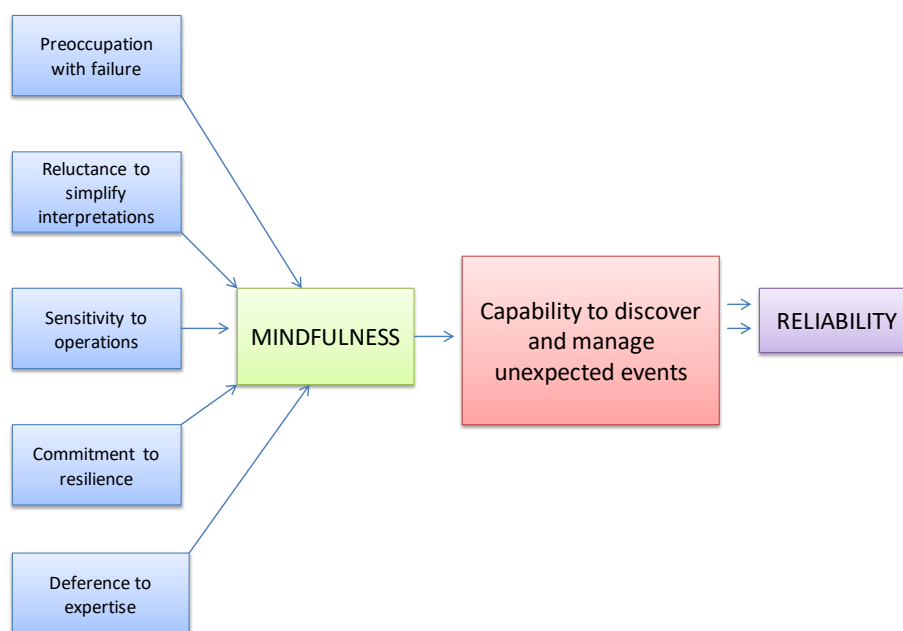 Preoccupation
with failure
Reluctance to
simplify
interpretations
Sensitivity to
operations
Commitment to
resilience
Deference to
expertise
MINDFULNESS
Capability to discover
and manage
unexpected events
RELIABILITY